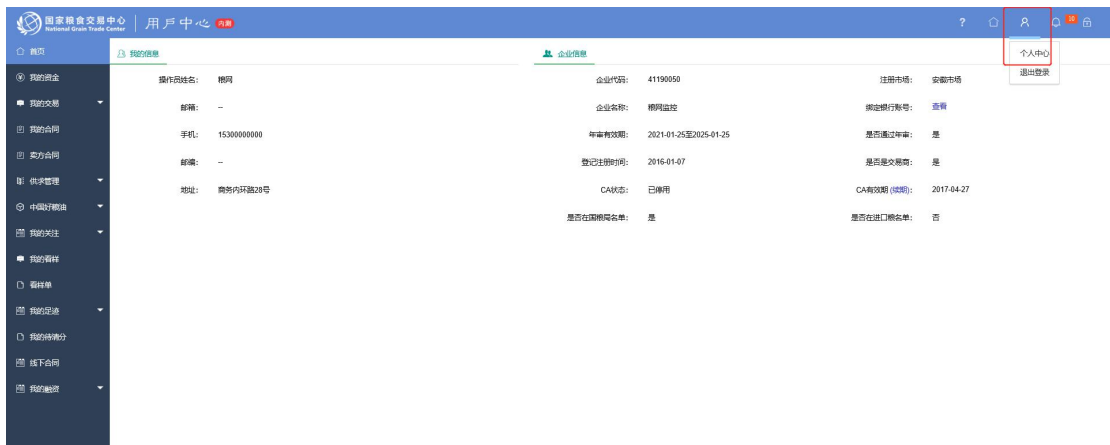 国家粮食交易中心 用户中心 内测 ? 10
National Grain Trade Center
个人中心
退出登录
首页
我的资金
我的交易
我的合同
卖方合同
供求管理
中国好粮油
我的关注
我的看样
看样单
我的足迹
我的待清分
线下合同
我的融资
我的信息
操作员姓名: 粮网
邮箱: --
手机: 15300000000
邮编: --
地址: 商务内环路28号
企业信息
企业代码: 41190050 注册市场: 安徽市场
企业名称: 粮网监控 绑定银行账号: 查看
年审有效期: 2021-01-25至2025-01-25 是否通过年审: 是
登记注册时间: 2016-01-07 是否是交易商: 是
CA状态: 已停用 CA有效期 (续期): 2017-04-27
是否在国粮局名单: 是 是否在进口粮名单: 否